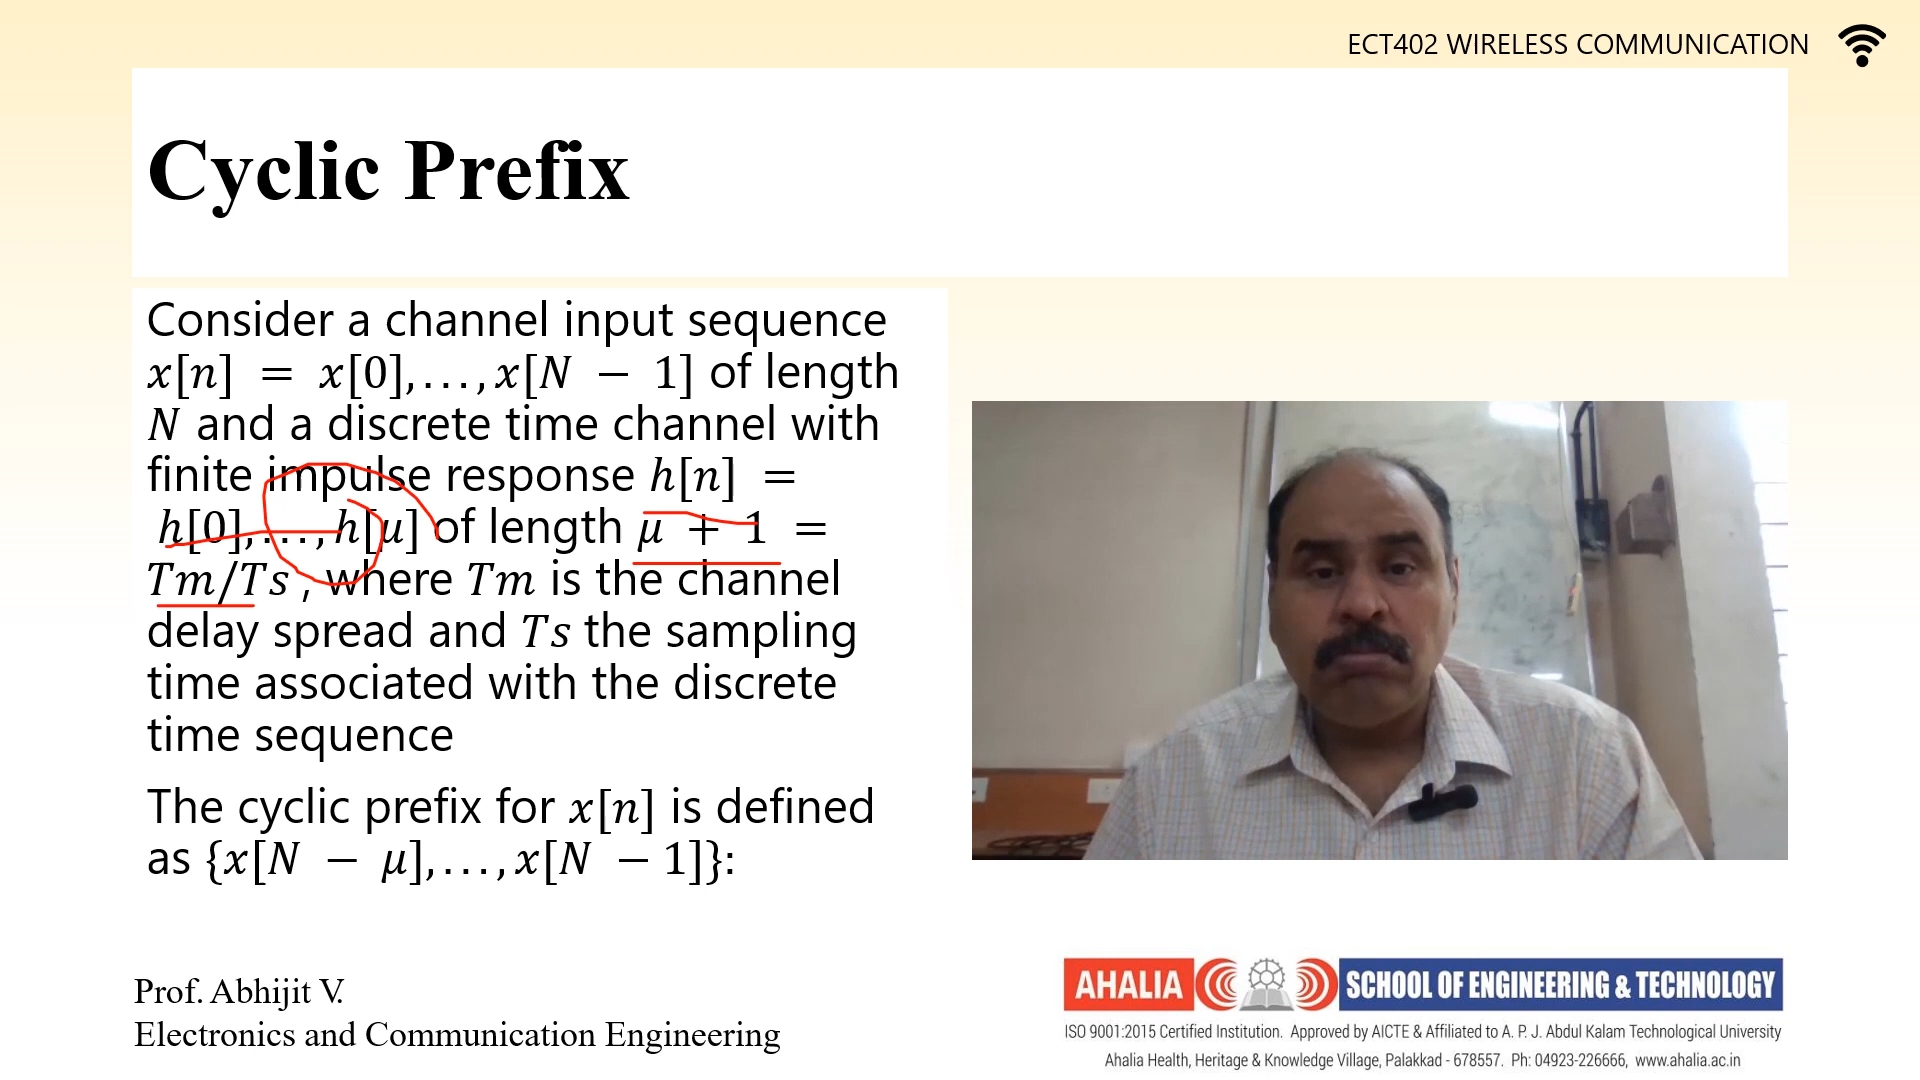 ECT402 WIRELESS COMMUNICATION
Cyclic Prefix
Consider a channel input sequence
x[n] = x[0],...,x[N − 1] of length
N and a discrete time channel with
finite impulse response h[n] =
h[0],...,h[μ] of length μ + 1 =
Tm/Ts , where Tm is the channel
delay spread and Ts the sampling
time associated with the discrete
time sequence
The cyclic prefix for x[n] is defined
as {x[N − μ],...,x[N − 1]}:
Prof. Abhijit V.
Electronics and Communication Engineering
AHALIA SCHOOL OF ENGINEERING & TECHNOLOGY
ISO 9001:2015 Certified Institution. Approved by AICTE & Affiliated to A. P. J. Abdul Kalam Technological University
Ahalia Health, Heritage & Knowledge Village, Palakkad - 678557. Ph: 04923-226666, www.ahalia.ac.in